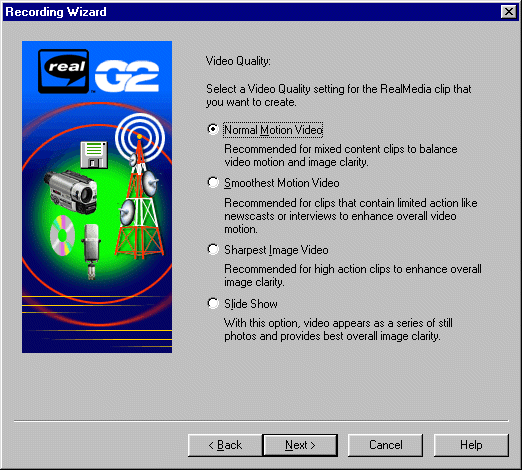 Recording Wizard
real
G2
Video Quality:
Select a Video Quality setting for the RealMedia clip that
you want to create.
Normal Motion Video
Recommended for mixed content clips to balance
video motion and image clarity.
Smoothest Motion Video
Recommended for clips that contain limited action like
newscasts or interviews to enhance overall video
motion.
Sharpest Image Video
Recommended for high action clips to enhance overall
image clarity.
Slide Show
With this option, video appears as a series of still
photos and provides best overall image clarity.
< Back
Next >
Cancel
Help